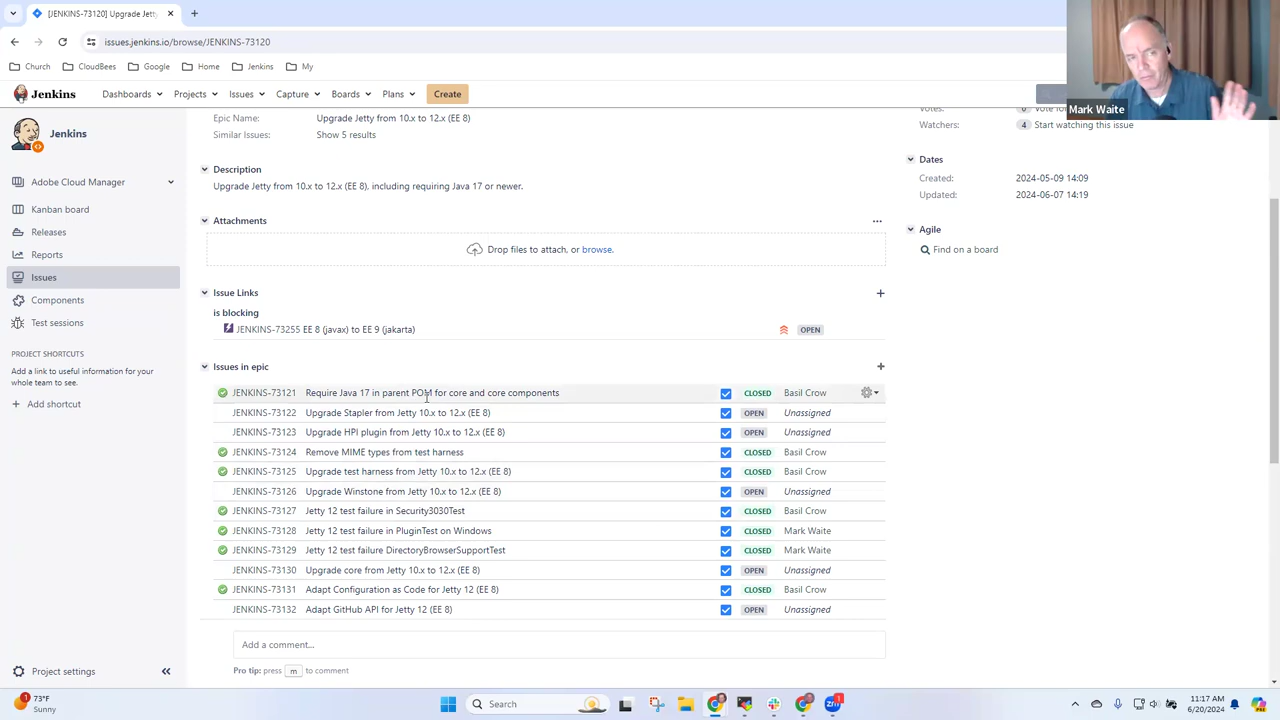 [JENKINS-73120] Upgrade Jetty
issues.jenkins.io/browse/JENKINS-73120
Church CloudBees Google Home Jenkins My
Jenkins Dashboards Projects Issues Capture Boards Plans Create
Mark Waite
Jenkins
Adobe Cloud Manager
Kanban board
Releases
Reports
Issues
Components
Test sessions
PROJECT SHORTCUTS
Add a link to useful information for your
whole team to see.
Add shortcut
Project settings
Epic Name: Upgrade Jetty from 10.x to 12.x (EE 8)
Similar Issues: Show 5 results
Description
Upgrade Jetty from 10.x to 12.x (EE 8), including requiring Java 17 or newer.
Attachments
Drop files to attach, or browse.
Issue Links
is blocking
JENKINS-73255 EE 8 (javax) to EE 9 (jakarta) OPEN
Issues in epic
JENKINS-73121 Require Java 17 in parent POM for core and core components CLOSED Basil Crow
JENKINS-73122 Upgrade Stapler from Jetty 10.x to 12.x (EE 8) OPEN Unassigned
JENKINS-73123 Upgrade HPI plugin from Jetty 10.x to 12.x (EE 8) OPEN Unassigned
JENKINS-73124 Remove MIME types from test harness CLOSED Basil Crow
JENKINS-73125 Upgrade test harness from Jetty 10.x to 12.x (EE 8) CLOSED Basil Crow
JENKINS-73126 Upgrade Winstone from Jetty 10.x to 12.x (EE 8) OPEN Unassigned
JENKINS-73127 Jetty 12 test failure in Security3030Test CLOSED Basil Crow
JENKINS-73128 Jetty 12 test failure in PluginTest on Windows CLOSED Mark Waite
JENKINS-73129 Jetty 12 test failure DirectoryBrowserSupportTest CLOSED Mark Waite
JENKINS-73130 Upgrade core from Jetty 10.x to 12.x (EE 8) OPEN Unassigned
JENKINS-73131 Adapt Configuration as Code for Jetty 12 (EE 8) CLOSED Basil Crow
JENKINS-73132 Adapt GitHub API for Jetty 12 (EE 8) OPEN Unassigned
Add a comment...
Pro tip: press m to comment
Votes:
Watchers: 4 Start watching this issue
Dates
Created: 2024-05-09 14:09
Updated: 2024-06-07 14:19
Agile
Find on a board
1
73°F
Sunny
Search
11:17 AM
6/20/2024